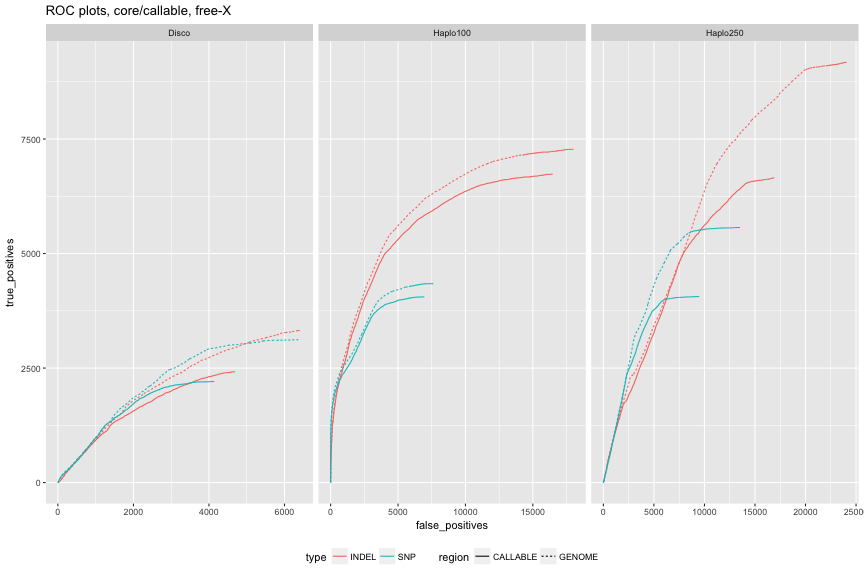 ROC plots, core/callable, free-X
Disco Haplo100 Haplo250
true_positives
7500
5000
2500
0
0 2000 4000 6000 0 5000 10000 15000 0 5000 10000 15000 20000 25000
false_positives
type INDEL SNP region CALLABLE GENOME